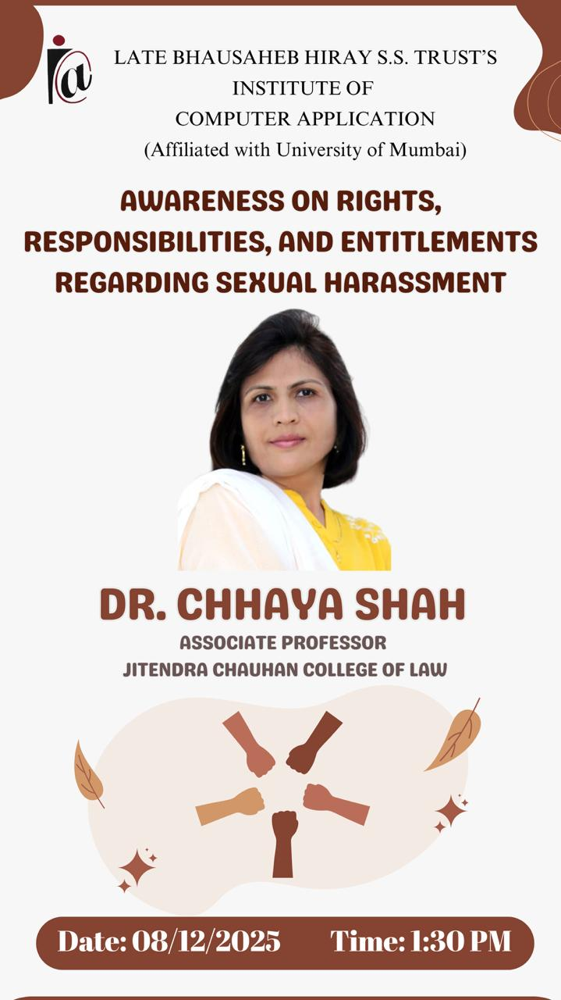 LATE BHAUSAHEB HIRAY S.S. TRUST’S
INSTITUTE OF
COMPUTER APPLICATION
(Affiliated with University of Mumbai)
AWARENESS ON RIGHTS,
RESPONSIBILITIES, AND ENTITLEMENTS
REGARDING SEXUAL HARASSMENT
DR. CHHAYA SHAH
ASSOCIATE PROFESSOR
JITENDRA CHAUHAN COLLEGE OF LAW
Date: 08/12/2025 Time: 1:30 PM